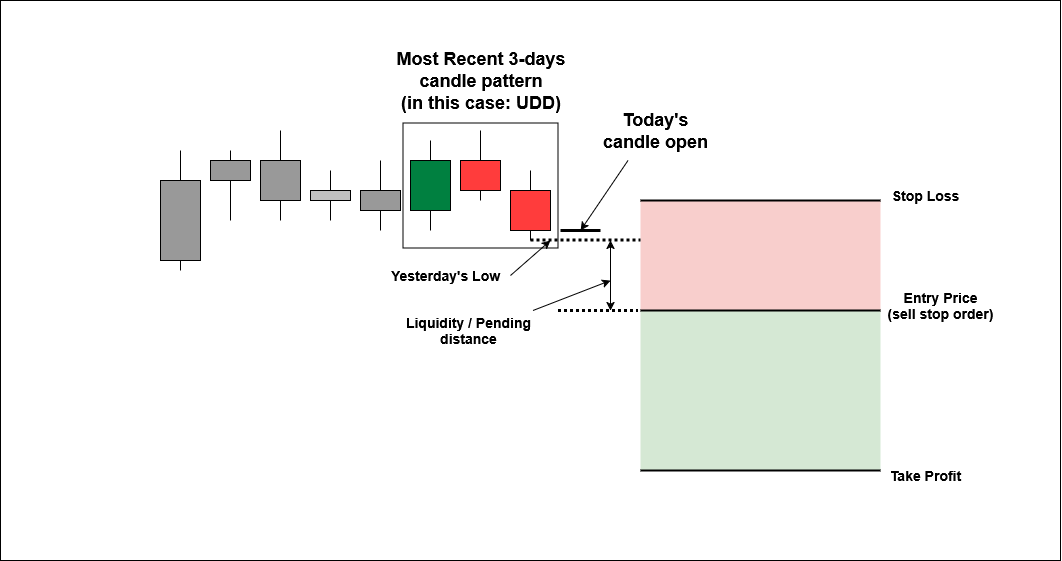 Most Recent 3-days
candle pattern
(in this case: UDD)
Today's
candle open
Stop Loss
Yesterday's Low
Entry Price
(sell stop order)
Liquidity / Pending
distance
Take Profit